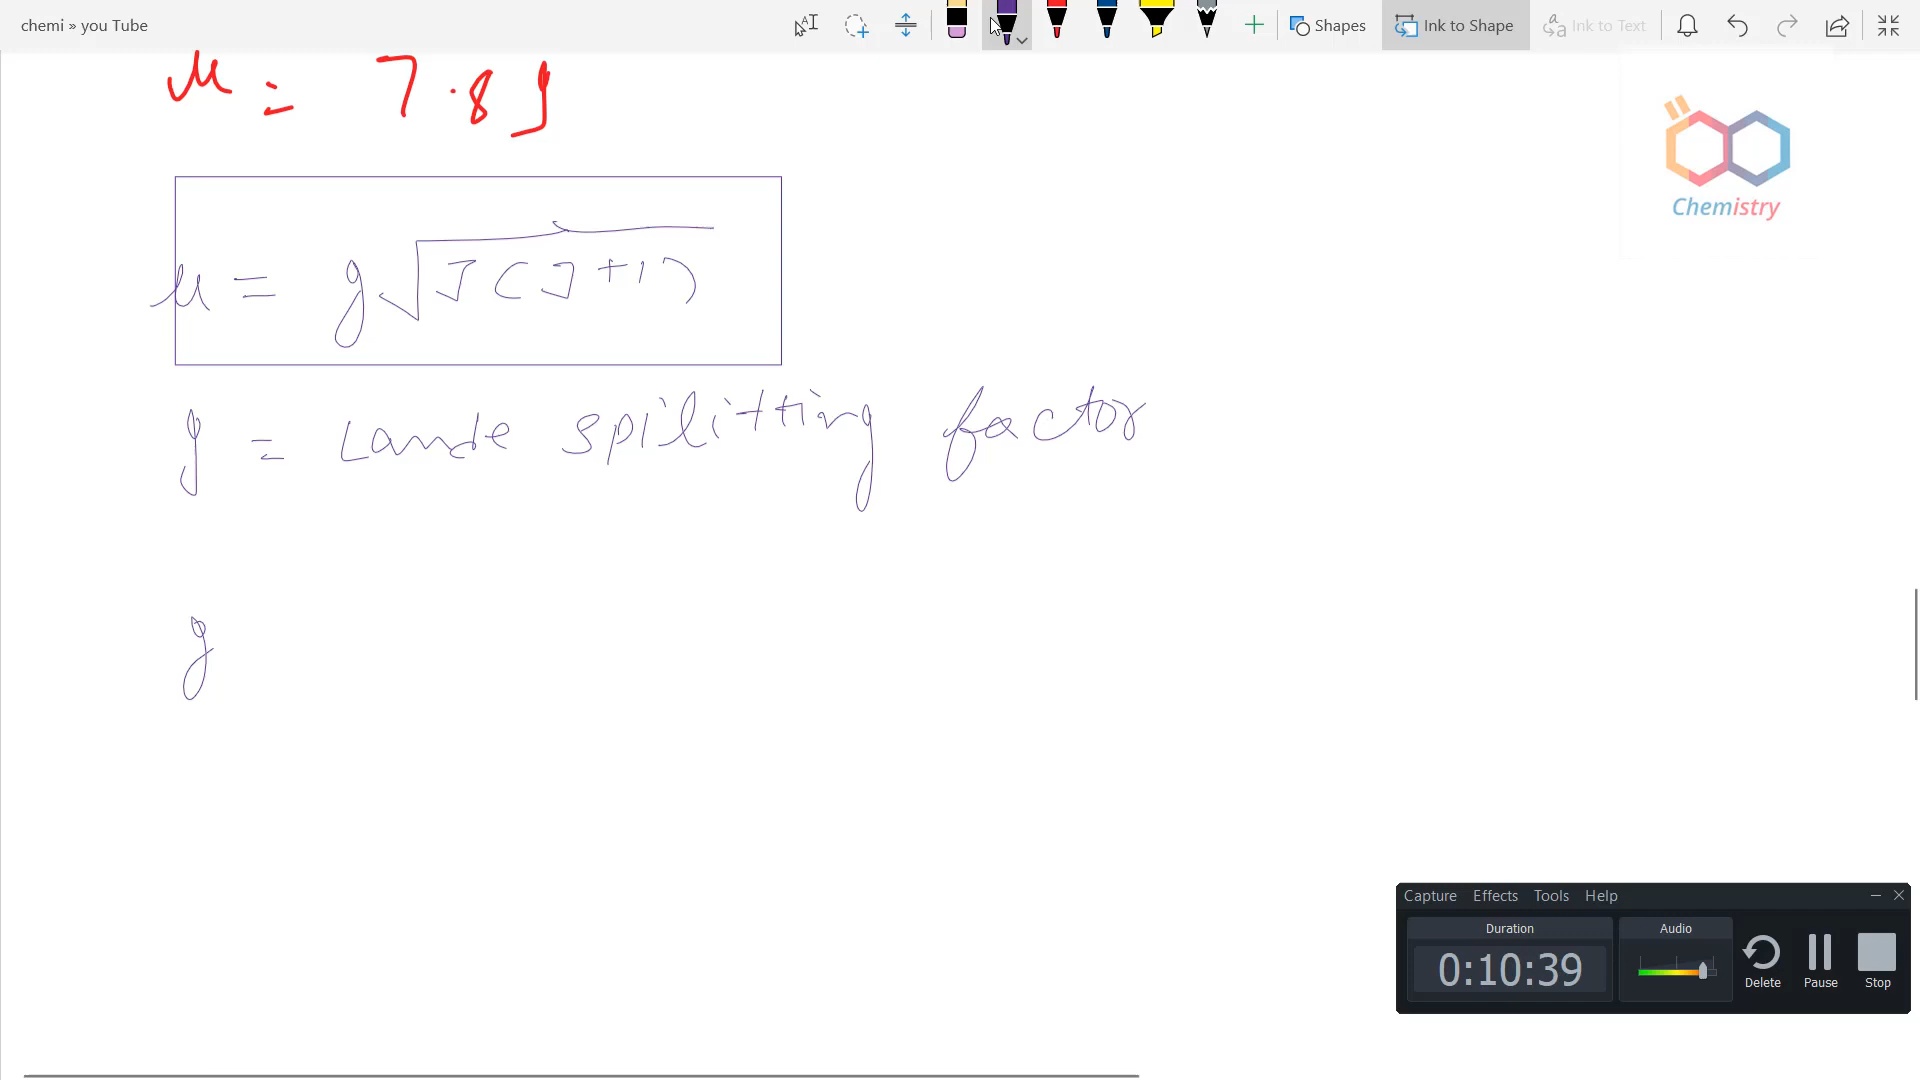 chemi » you Tube
Shapes
Ink to Shape
Ink to Text
μ = 7.89
Chemistry
μ = g√J(J+1)
g = Lande spilitting factor
g
Capture Effects Tools Help
Duration Audio
0:10:39
Delete Pause Stop